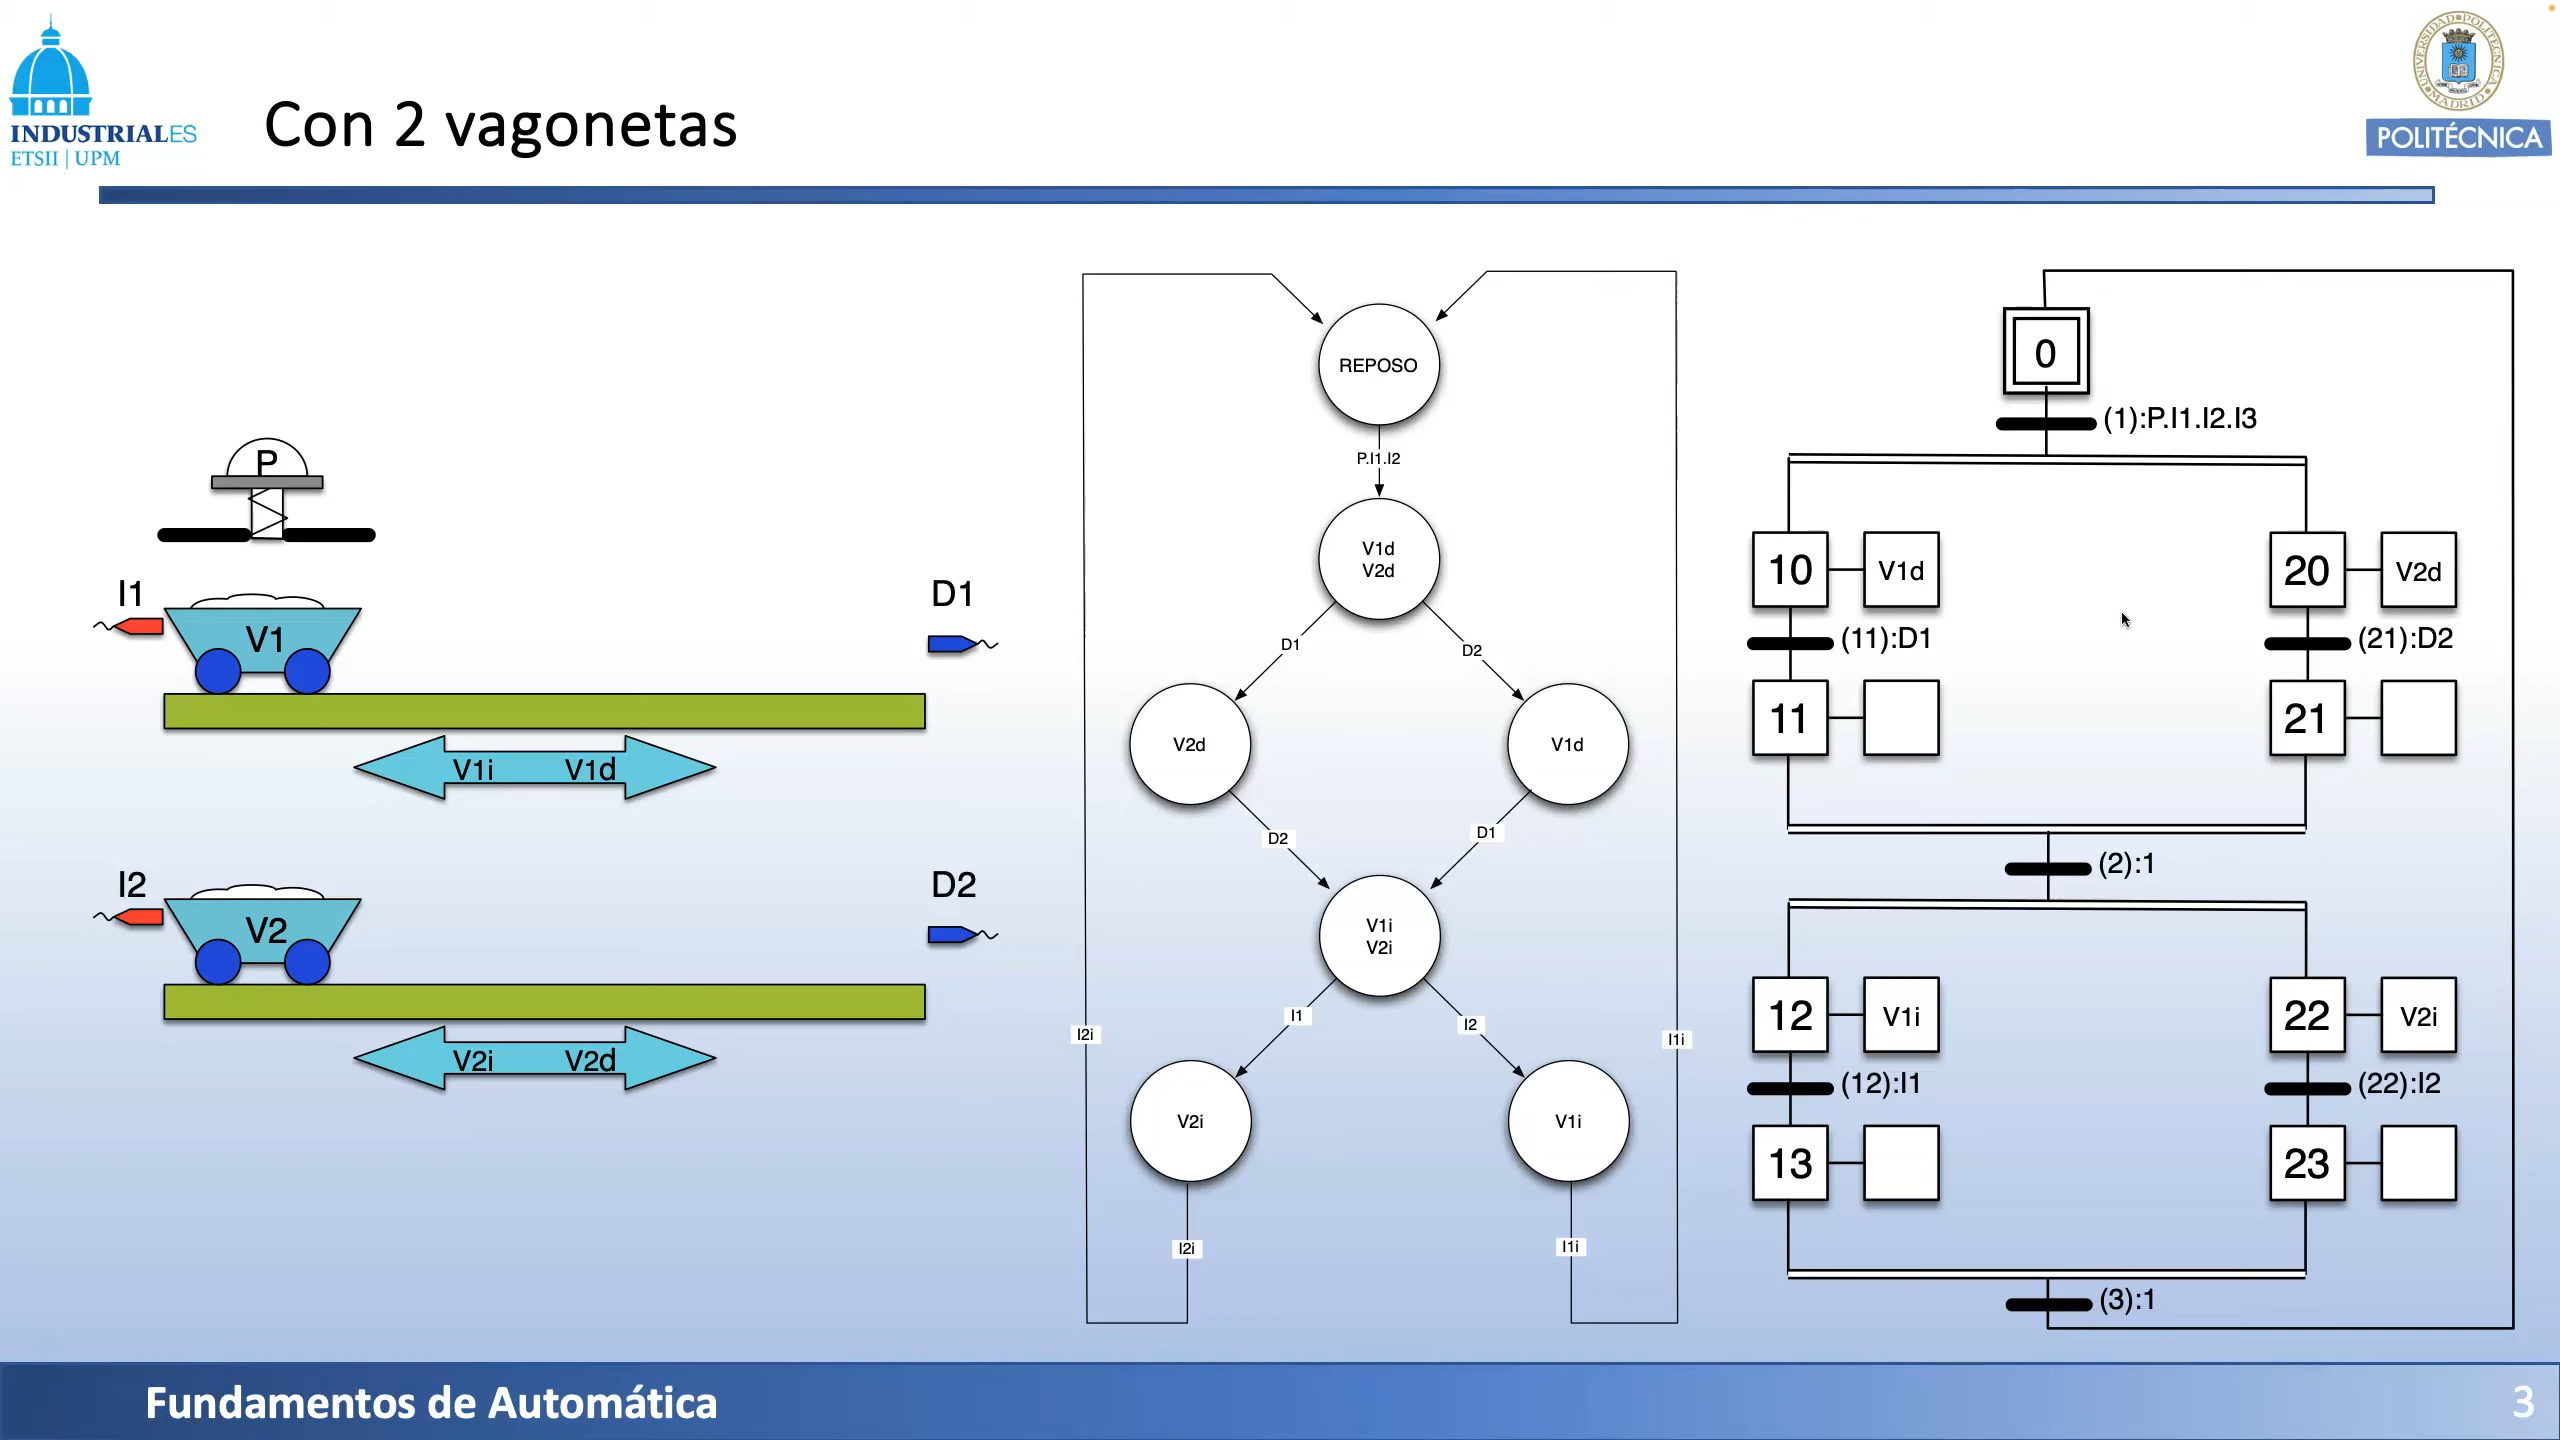 INDUSTRIALES
ETSII | UPM
Con 2 vagonetas
UNIVERSIDAD POLITÉCNICA MADRID
POLITÉCNICA
P
I1
D1
V1
V1i V1d
I2
D2
V2
V2i V2d
REPOSO
P.I1.I2
V1d
V2d
D1
D2
V2d
V1d
D2
D1
V1i
V2i
I1
I2
I2i
I1i
V2i
V1i
I2i
I1i
0
(1):P.I1.I2.I3
10 V1d
20 V2d
(11):D1
(21):D2
11
21
(2):1
12 V1i
22 V2i
(12):I1
(22):I2
13
23
(3):1
Fundamentos de Automática
3